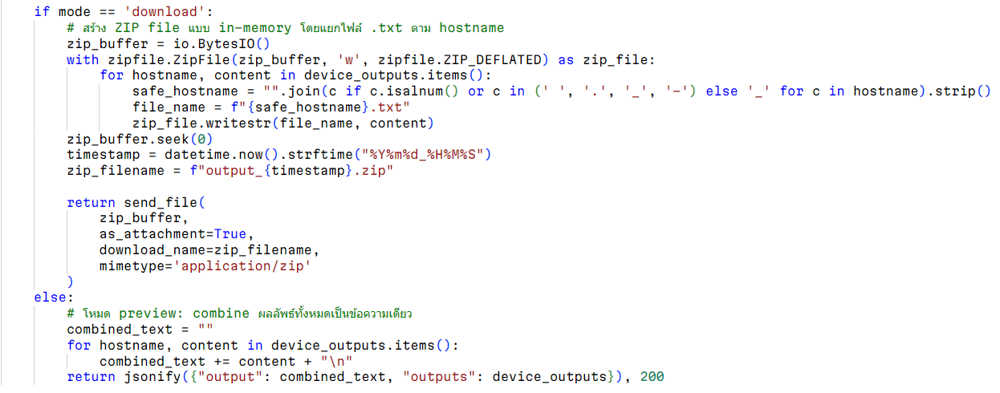 if mode == 'download':
    # สร้าง ZIP file แบบ in-memory โดยแยกไฟล์ .txt ตาม hostname
    zip_buffer = io.BytesIO()
    with zipfile.ZipFile(zip_buffer, 'w', zipfile.ZIP_DEFLATED) as zip_file:
        for hostname, content in device_outputs.items():
            safe_hostname = "".join(c if c.isalnum() or c in (' ', '.', '_', '-') else '_' for c in hostname).strip()
            file_name = f"{safe_hostname}.txt"
            zip_file.writestr(file_name, content)
    zip_buffer.seek(0)
    timestamp = datetime.now().strftime("%Y%m%d_%H%M%S")
    zip_filename = f"output_{timestamp}.zip"

    return send_file(
        zip_buffer,
        as_attachment=True,
        download_name=zip_filename,
        mimetype='application/zip'
    )
else:
    # โหมด preview: combine ผลลัพธ์ทั้งหมดเป็นข้อความเดียว
    combined_text = ""
    for hostname, content in device_outputs.items():
        combined_text += content + "\n"
    return jsonify({"output": combined_text, "outputs": device_outputs}), 200